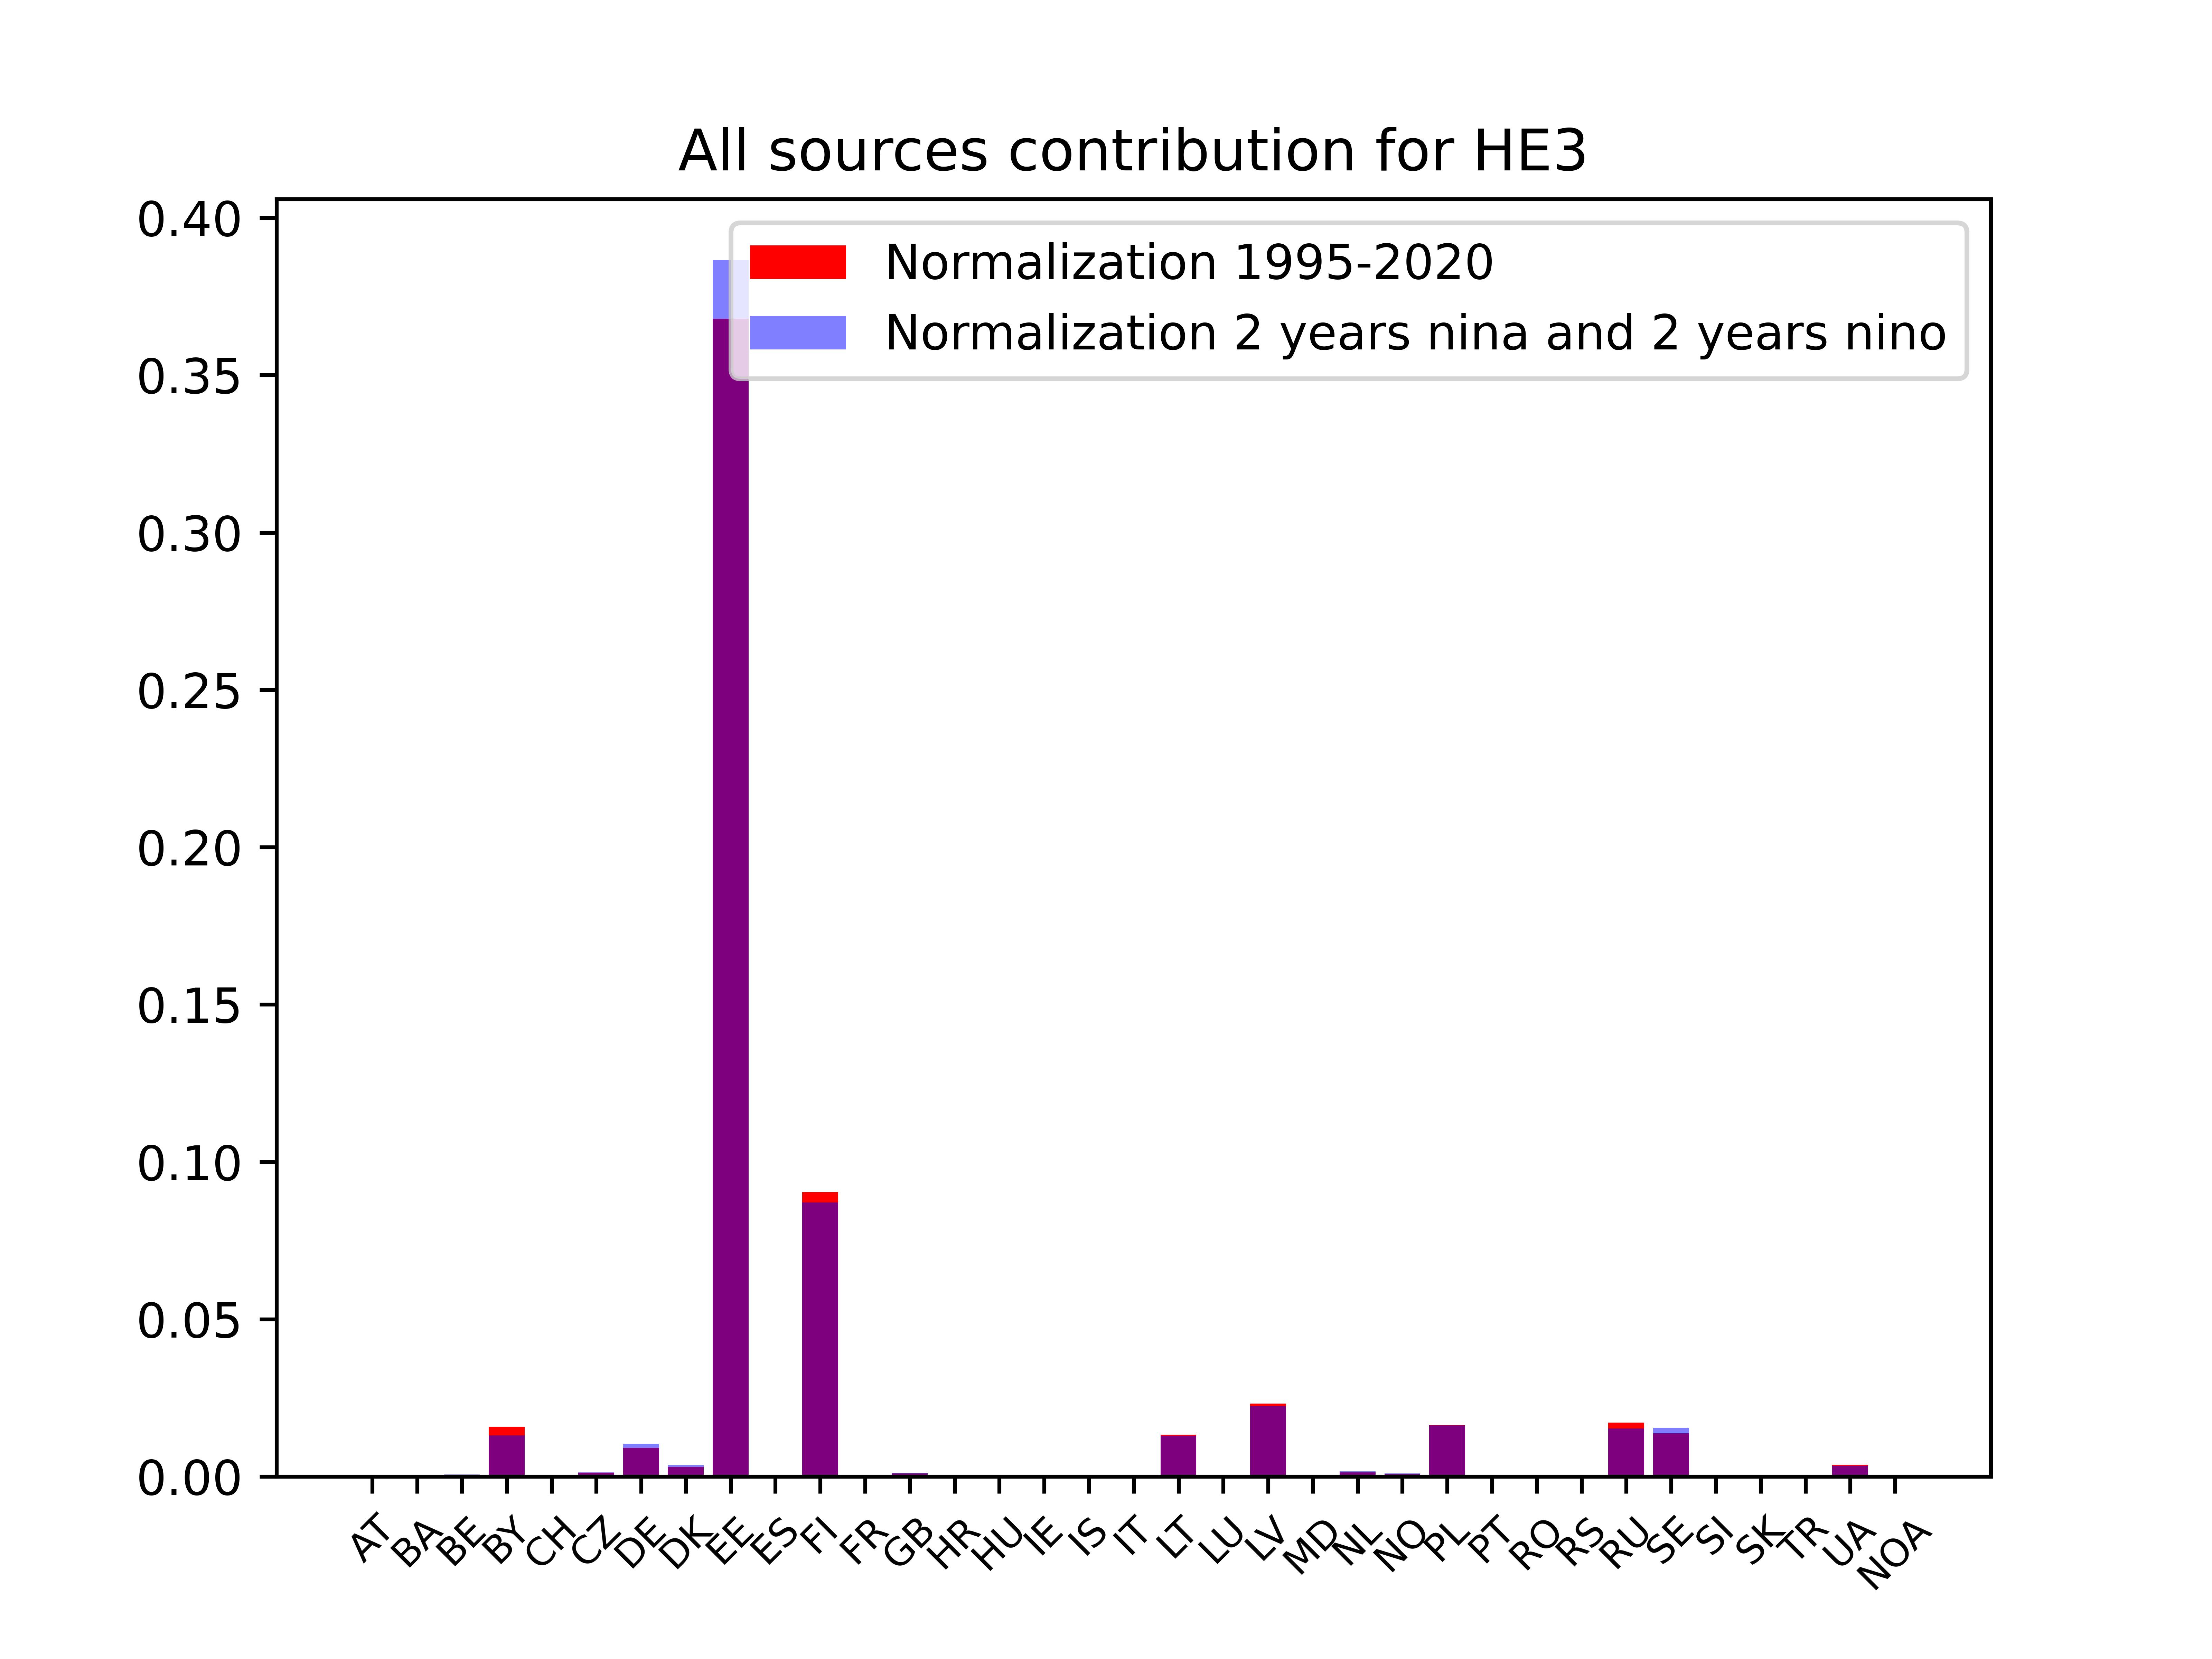 All sources contribution for HE3
0.40
0.35
0.30
0.25
0.20
0.15
0.10
0.05
0.00
Normalization 1995-2020
Normalization 2 years nina and 2 years nino
AT BA BE BY CH CZ DE DK EE ES FI FR GB HR HU IE IS IT LT LU LV MD NL NO PL PT RO RS RU SE SI SK TR UA NOA